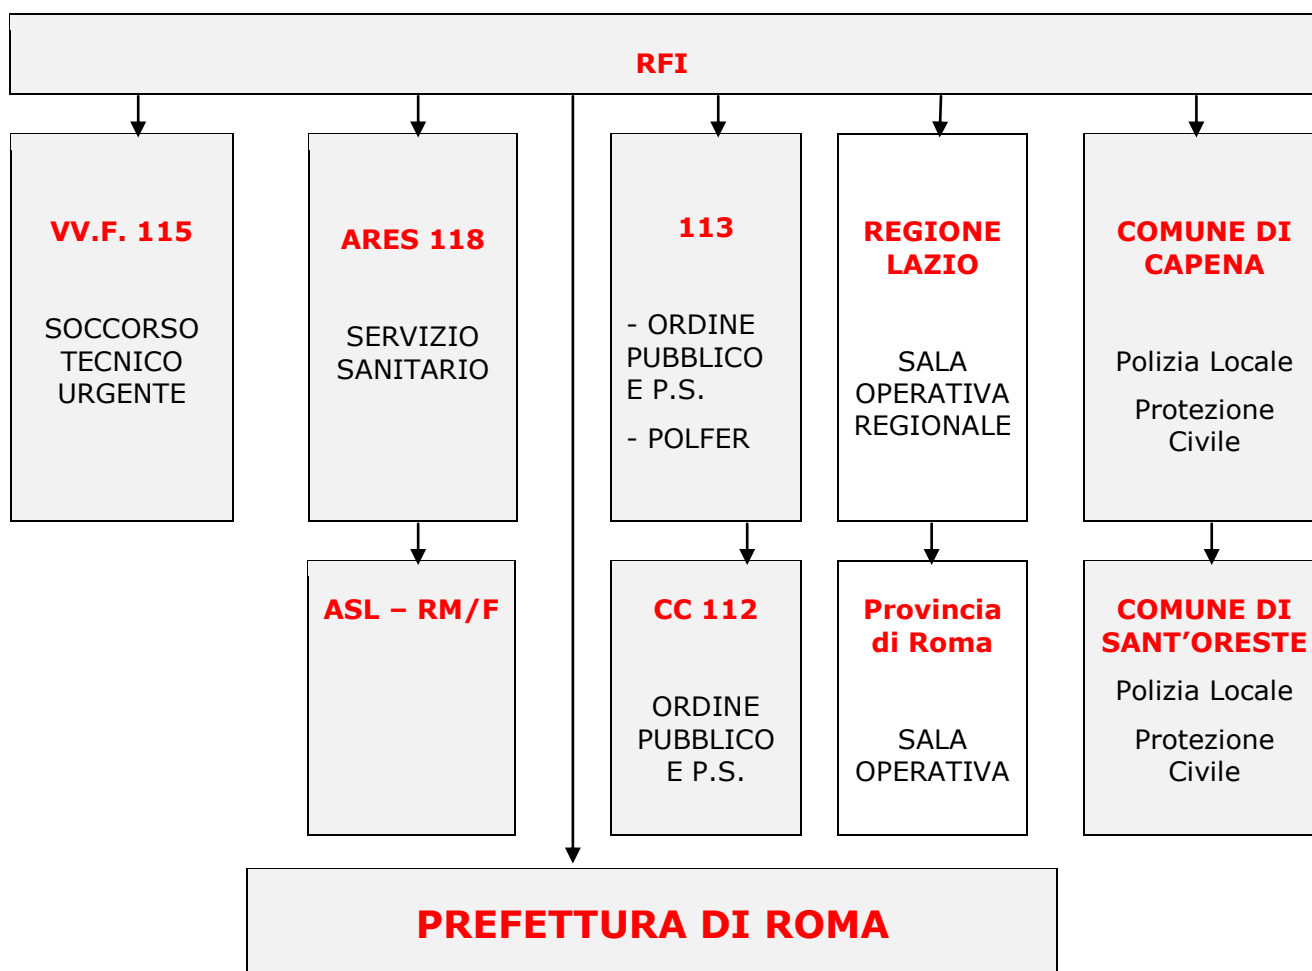 RFI
VV.F. 115
SOCCORSO
TECNICO
URGENTE
ARES 118
SERVIZIO
SANITARIO
113
- ORDINE
PUBBLICO
E P.S.
- POLFER
REGIONE
LAZIO
SALA
OPERATIVA
REGIONALE
COMUNE DI
CAPENA
Polizia Locale
Protezione
Civile
ASL – RM/F
CC 112
ORDINE
PUBBLICO
E P.S.
Provincia
di Roma
SALA
OPERATIVA
COMUNE DI
SANT’ORESTE
Polizia Locale
Protezione
Civile
PREFETTURA DI ROMA